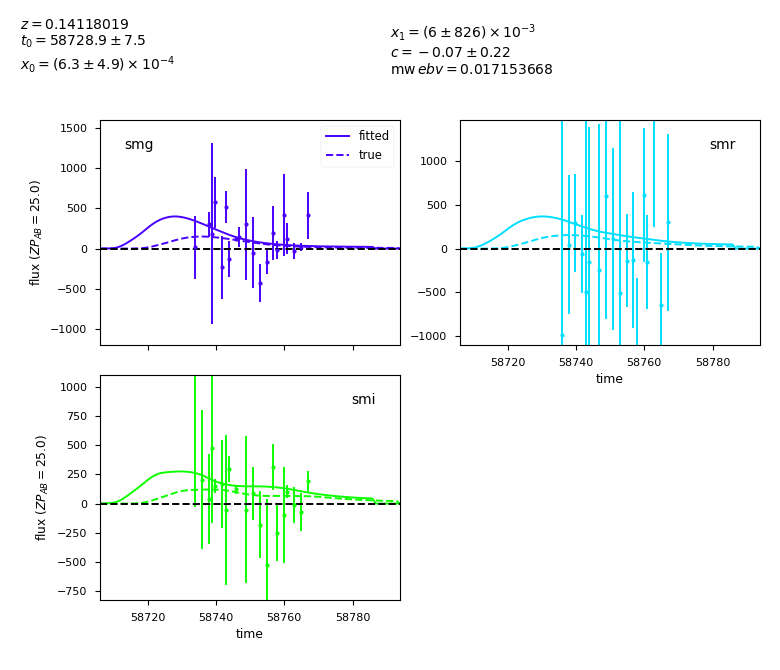 z = 0.14118019
t₀ = 58728.9 ± 7.5
x₀ = (6.3 ± 4.9) × 10⁻⁴
x₁ = (6 ± 826) × 10⁻³
c = −0.07 ± 0.22
mw ebv = 0.017153668
smg
fitted
true
1500
1000
500
0
−500
−1000
flux (ZP_AB = 25.0)
smr
1000
500
0
−500
−1000
58720
58740
58760
58780
time
smi
1000
750
500
250
0
−250
−500
−750
flux (ZP_AB = 25.0)
58720
58740
58760
58780
time